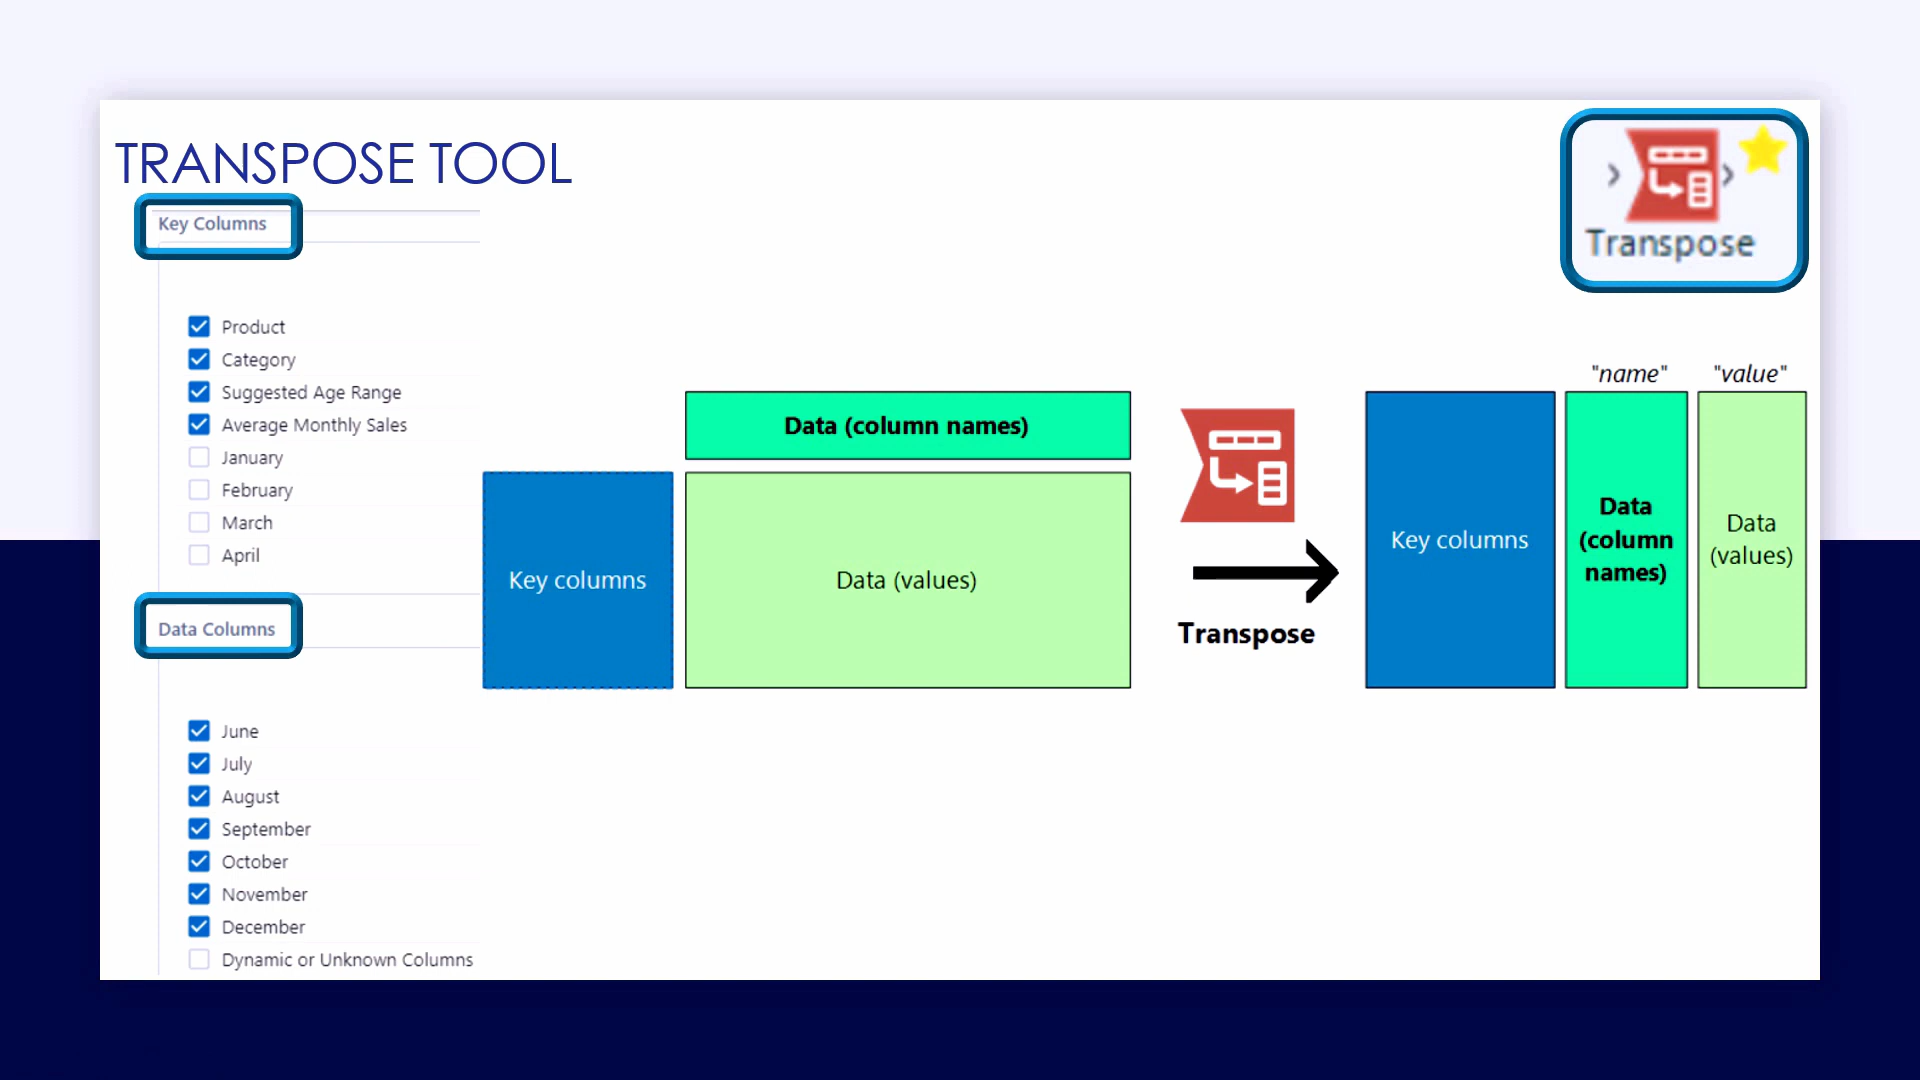 TRANSPOSE TOOL
Transpose
Key Columns
Product
Category
Suggested Age Range
Average Monthly Sales
January
February
March
April
Data Columns
June
July
August
September
October
November
December
Dynamic or Unknown Columns
Data (column names)
Key columns
Data (values)
Transpose
"name"
"value"
Key columns
Data
(column
names)
Data
(values)